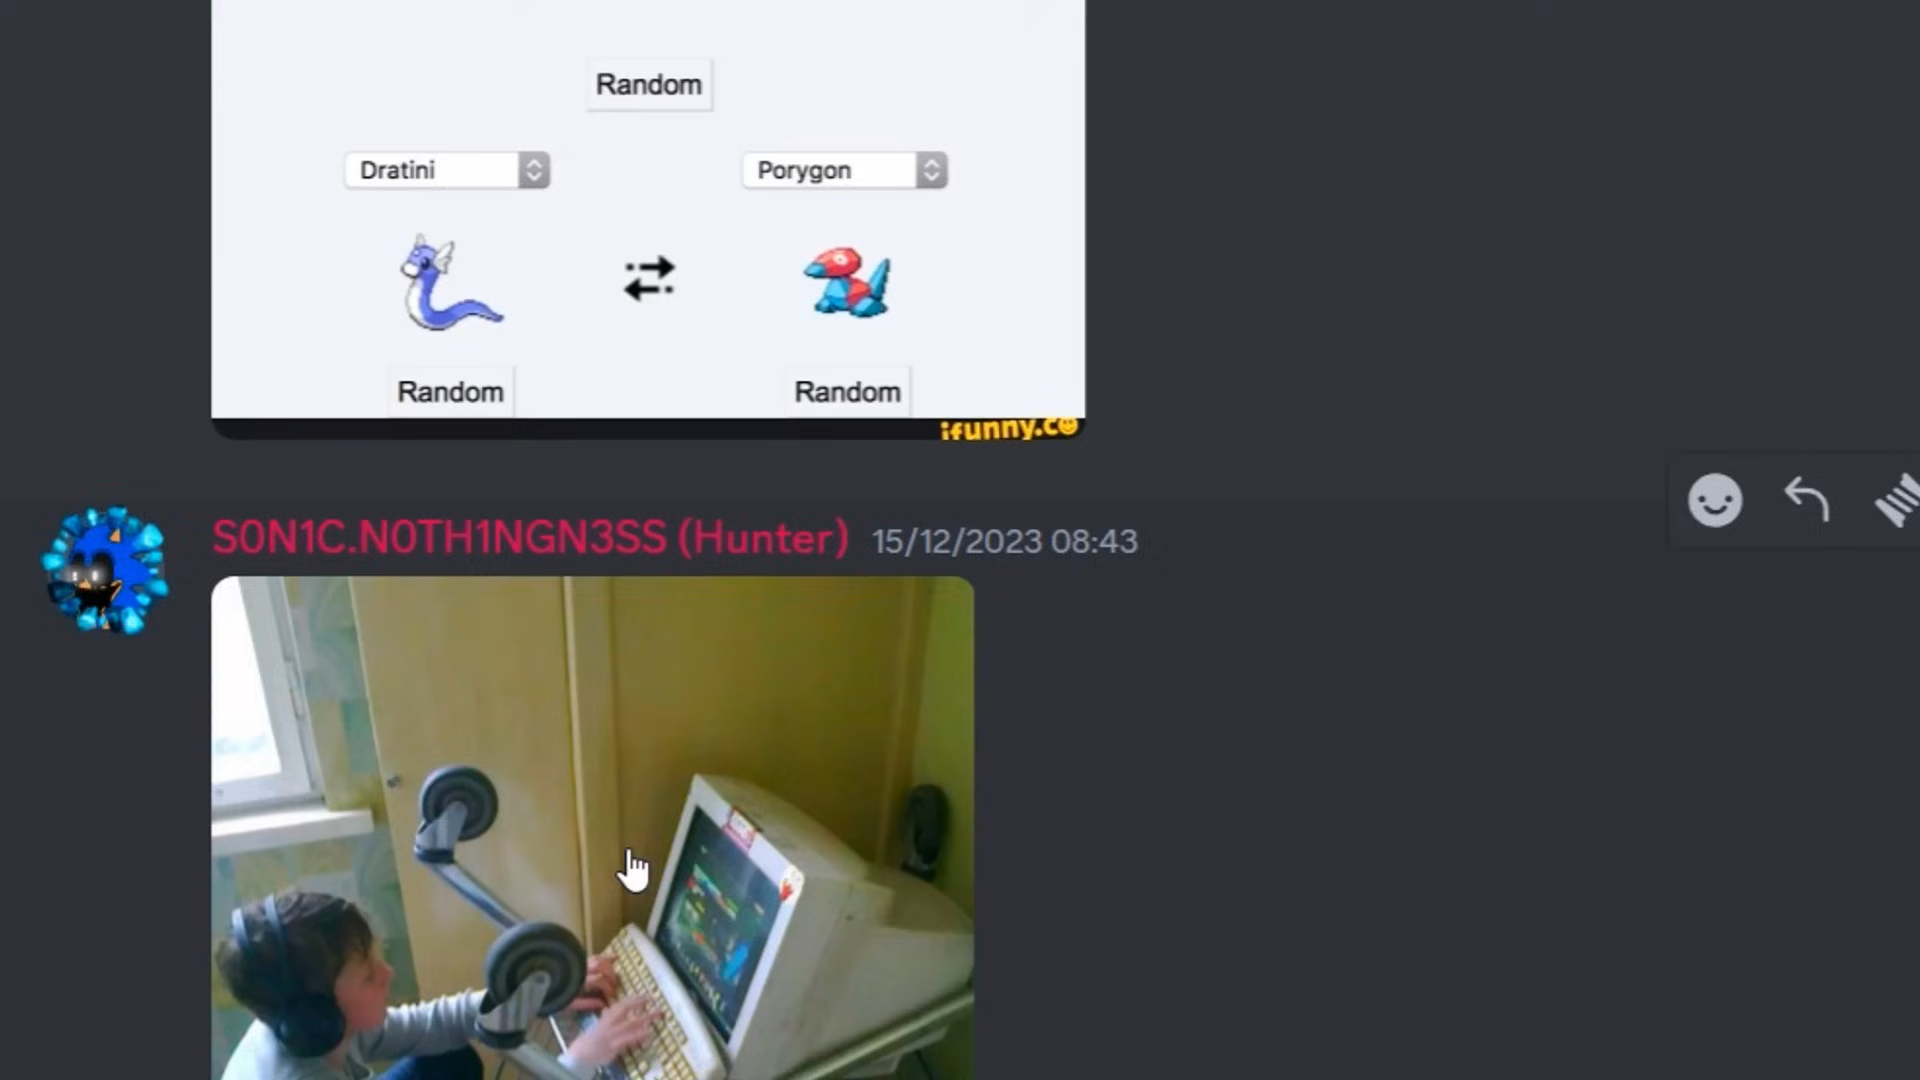 Random
Dratini Porygon
Random Random
ifunny.co
S0N1C.N0TH1NGN3SS (Hunter) 15/12/2023 08:43